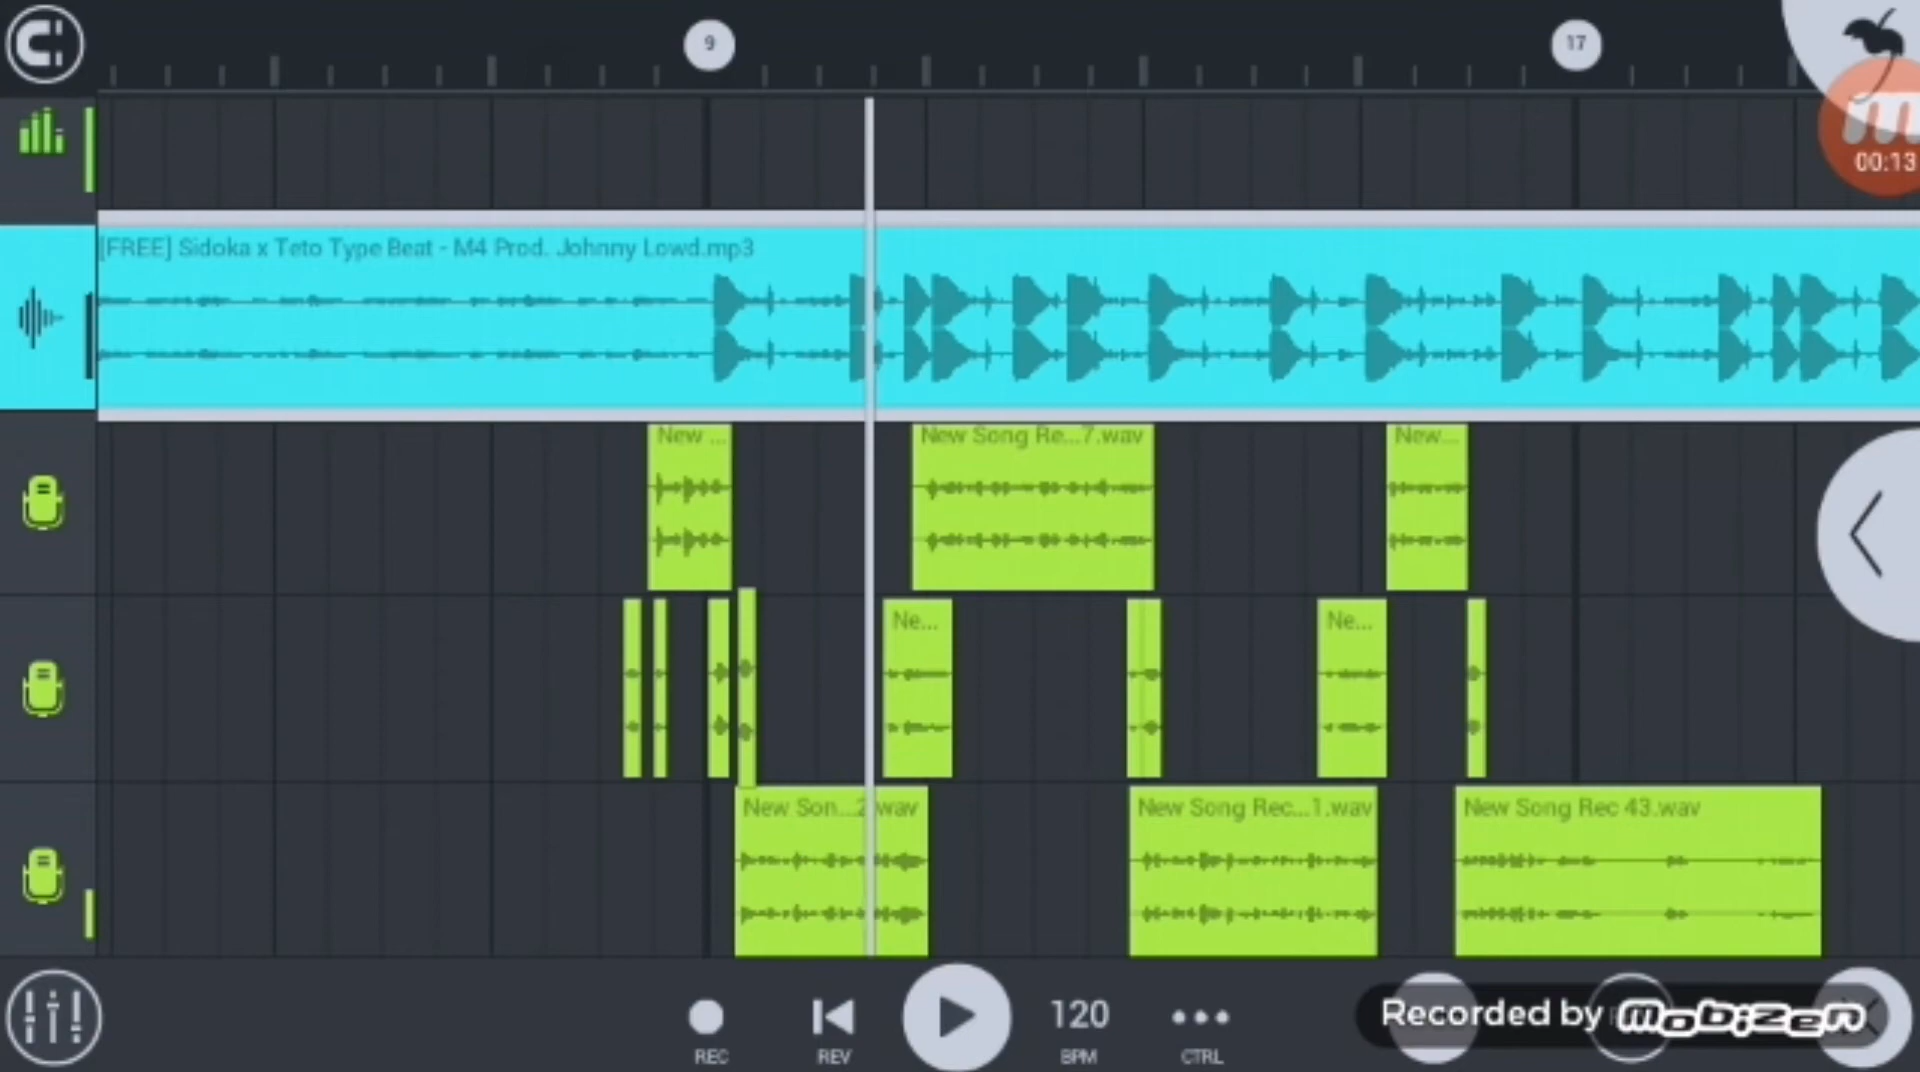 9
17
00:13
[FREE] Sidoka x Teto Type Beat - M4 Prod. Johnny Lowd.mp3
New ...
New Song Re...7.wav
New...
Ne...
Ne...
New Son...2 wav
New Song Rec...1.wav
New Song Rec 43.wav
120
REC
REV
BPM
CTRL
Recorded by mobizen